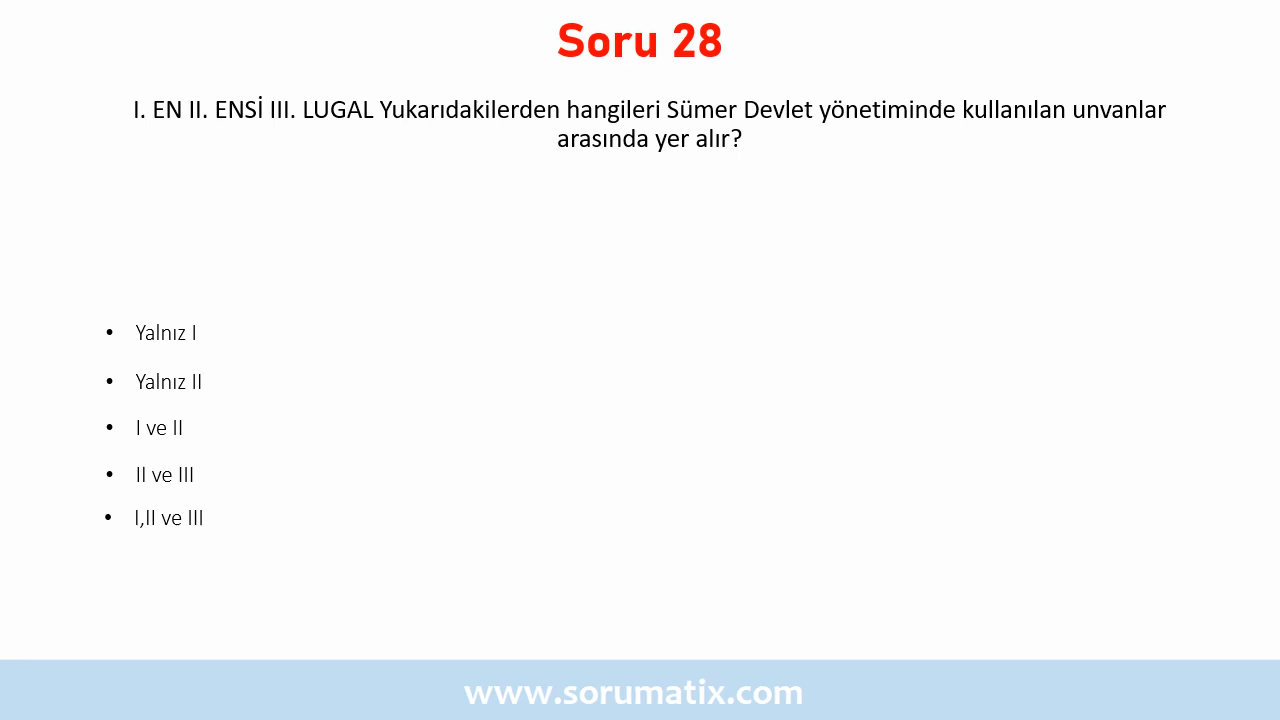 Soru 28
I. EN II. ENSİ III. LUGAL Yukarıdakilerden hangileri Sümer Devlet yönetiminde kullanılan unvanlar
arasında yer alır?
• Yalnız I
• Yalnız II
• I ve II
• II ve III
• I,II ve III
www.sorumatix.com